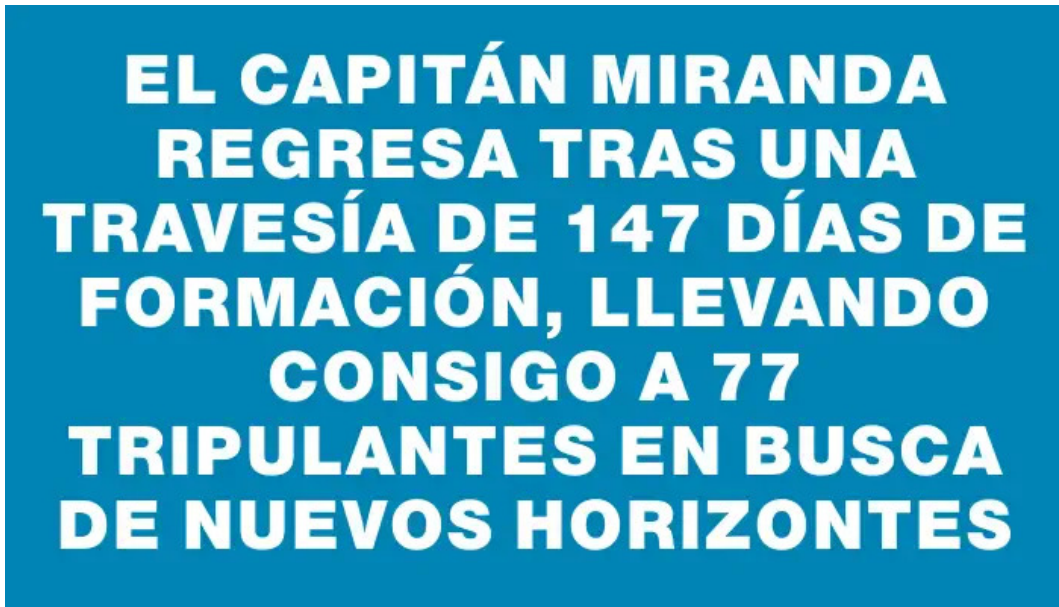 EL CAPITÁN MIRANDA
REGRESA TRAS UNA
TRAVESÍA DE 147 DÍAS DE
FORMACIÓN, LLEVANDO
CONSIGO A 77
TRIPULANTES EN BUSCA
DE NUEVOS HORIZONTES